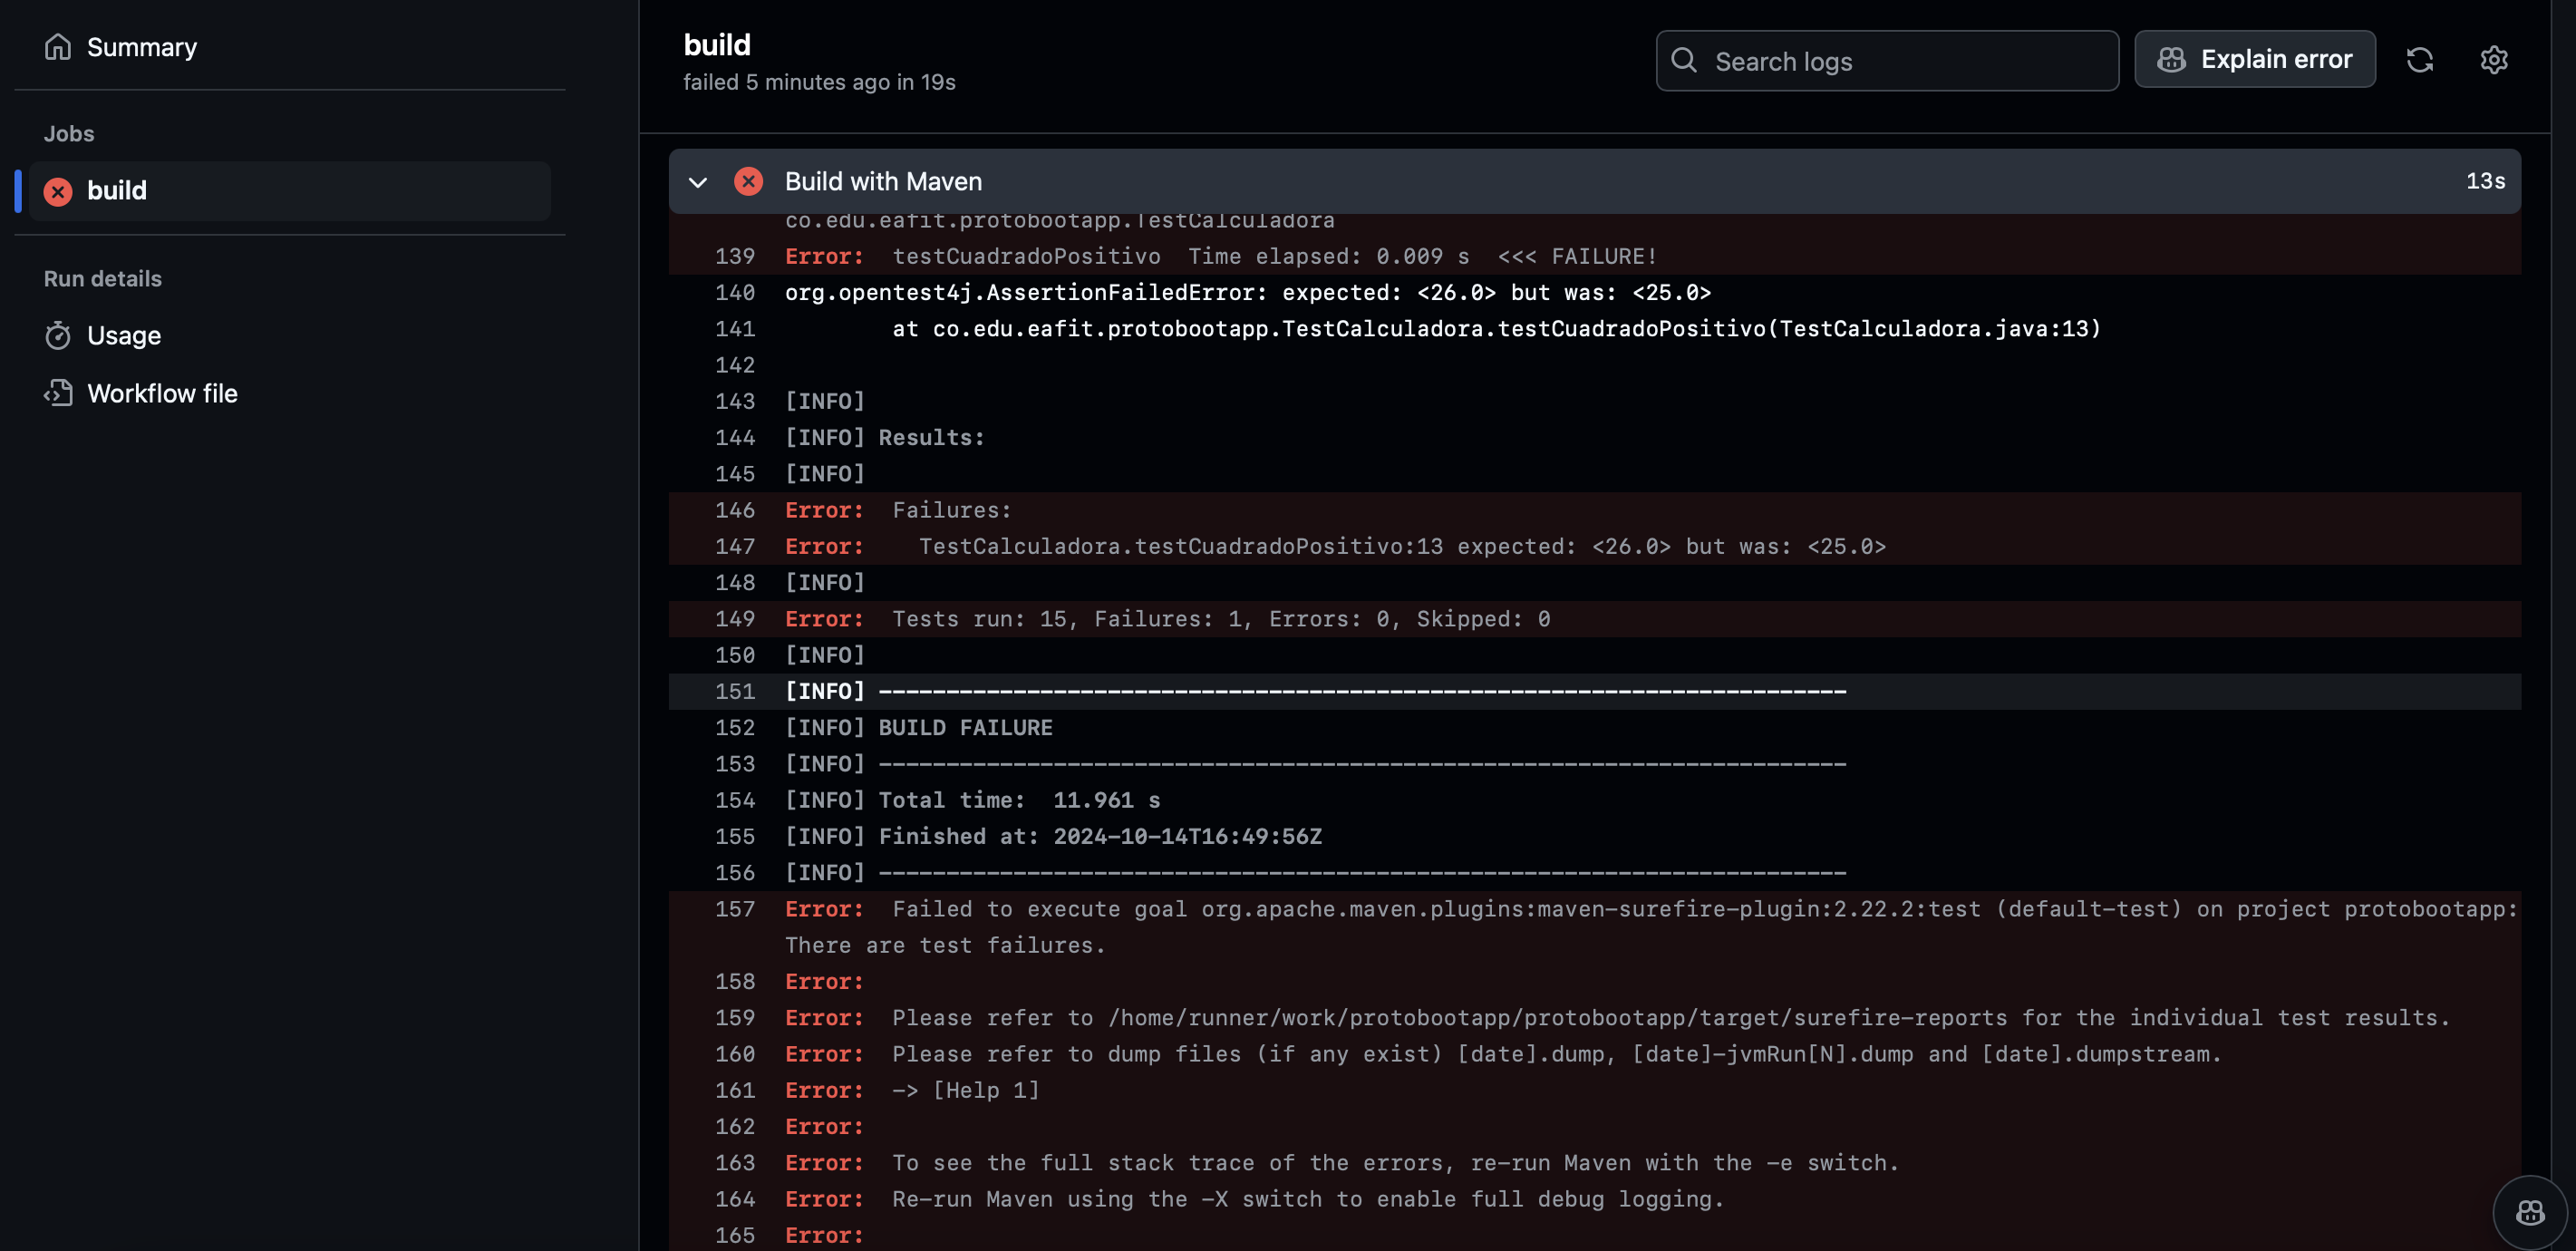 Summary
Jobs
build
Run details
Usage
Workflow file
build
failed 5 minutes ago in 19s
Search logs
Explain error
Build with Maven
13s
co.edu.eafit.protobootapp.TestCalculadora
139 Error:  testCuadradoPositivo  Time elapsed: 0.009 s  <<< FAILURE!
140 org.opentest4j.AssertionFailedError: expected: <26.0> but was: <25.0>
141 at co.edu.eafit.protobootapp.TestCalculadora.testCuadradoPositivo(TestCalculadora.java:13)
142
143 [INFO]
144 [INFO] Results:
145 [INFO]
146 Error:  Failures:
147 Error:    TestCalculadora.testCuadradoPositivo:13 expected: <26.0> but was: <25.0>
148 [INFO]
149 Error:  Tests run: 15, Failures: 1, Errors: 0, Skipped: 0
150 [INFO]
151 [INFO] ------------------------------------------------------------------------
152 [INFO] BUILD FAILURE
153 [INFO] ------------------------------------------------------------------------
154 [INFO] Total time:  11.961 s
155 [INFO] Finished at: 2024-10-14T16:49:56Z
156 [INFO] ------------------------------------------------------------------------
157 Error:  Failed to execute goal org.apache.maven.plugins:maven-surefire-plugin:2.22.2:test (default-test) on project protobootapp:
There are test failures.
158 Error:
159 Error:  Please refer to /home/runner/work/protobootapp/protobootapp/target/surefire-reports for the individual test results.
160 Error:  Please refer to dump files (if any exist) [date].dump, [date]-jvmRun[N].dump and [date].dumpstream.
161 Error:  -> [Help 1]
162 Error:
163 Error:  To see the full stack trace of the errors, re-run Maven with the -e switch.
164 Error:  Re-run Maven using the -X switch to enable full debug logging.
165 Error: